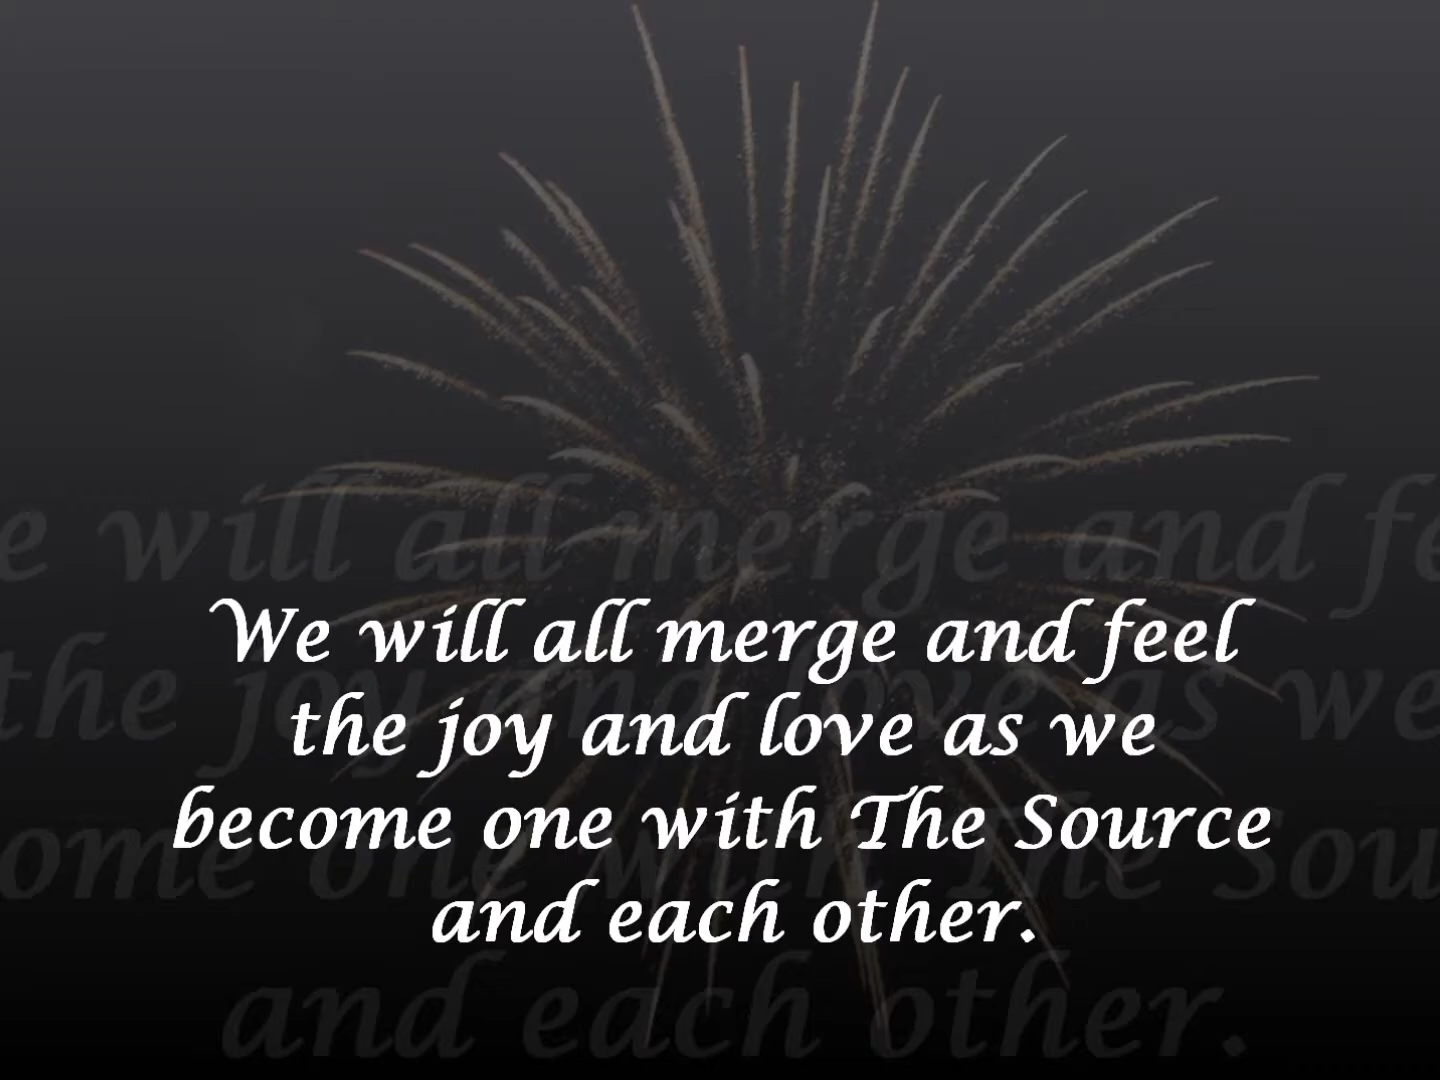 We will all merge and feel
the joy and love as we
become one with The Source
and each other.